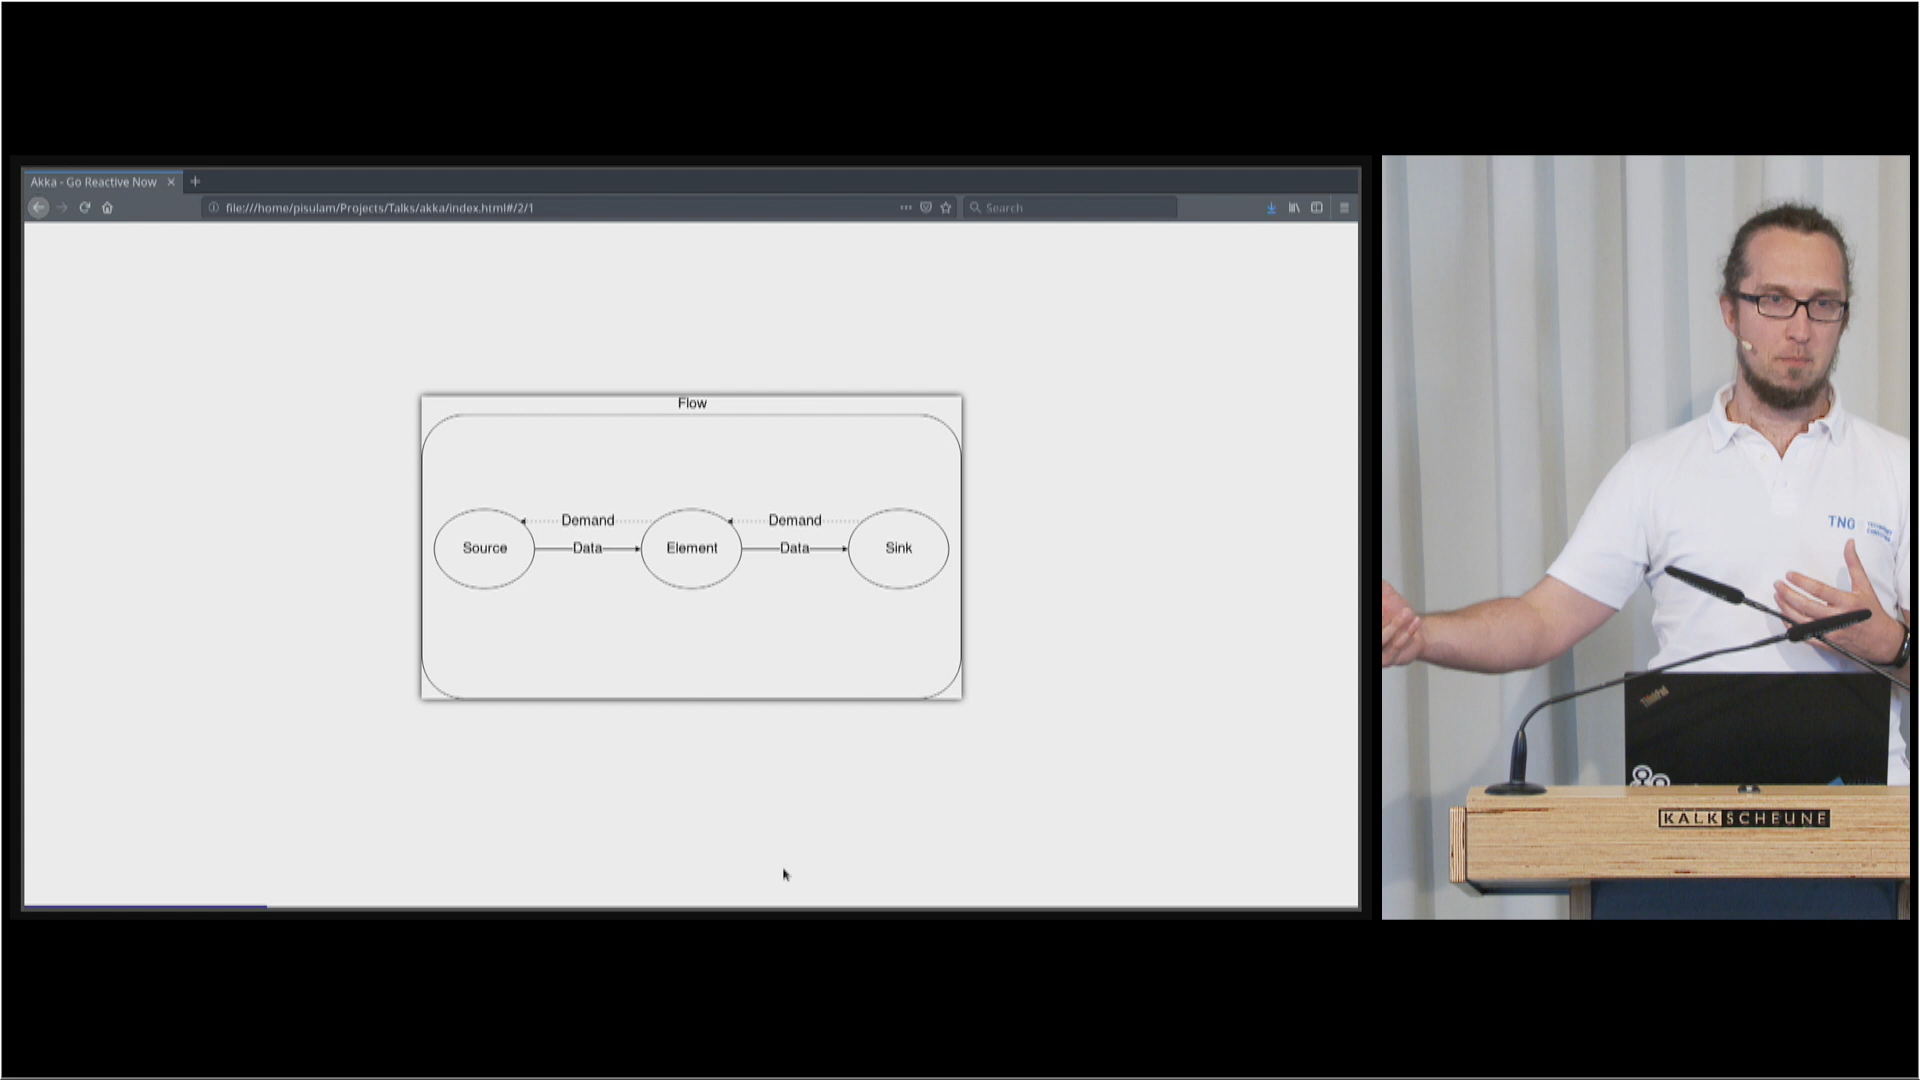 Akka - Go Reactive Now
file:///home/pisulam/Projects/Talks/akka/index.html#/2/1
Search
Flow
Demand
Demand
Source
Data
Element
Data
Sink
TNG
ThinkPad
KALKSCHEUNE